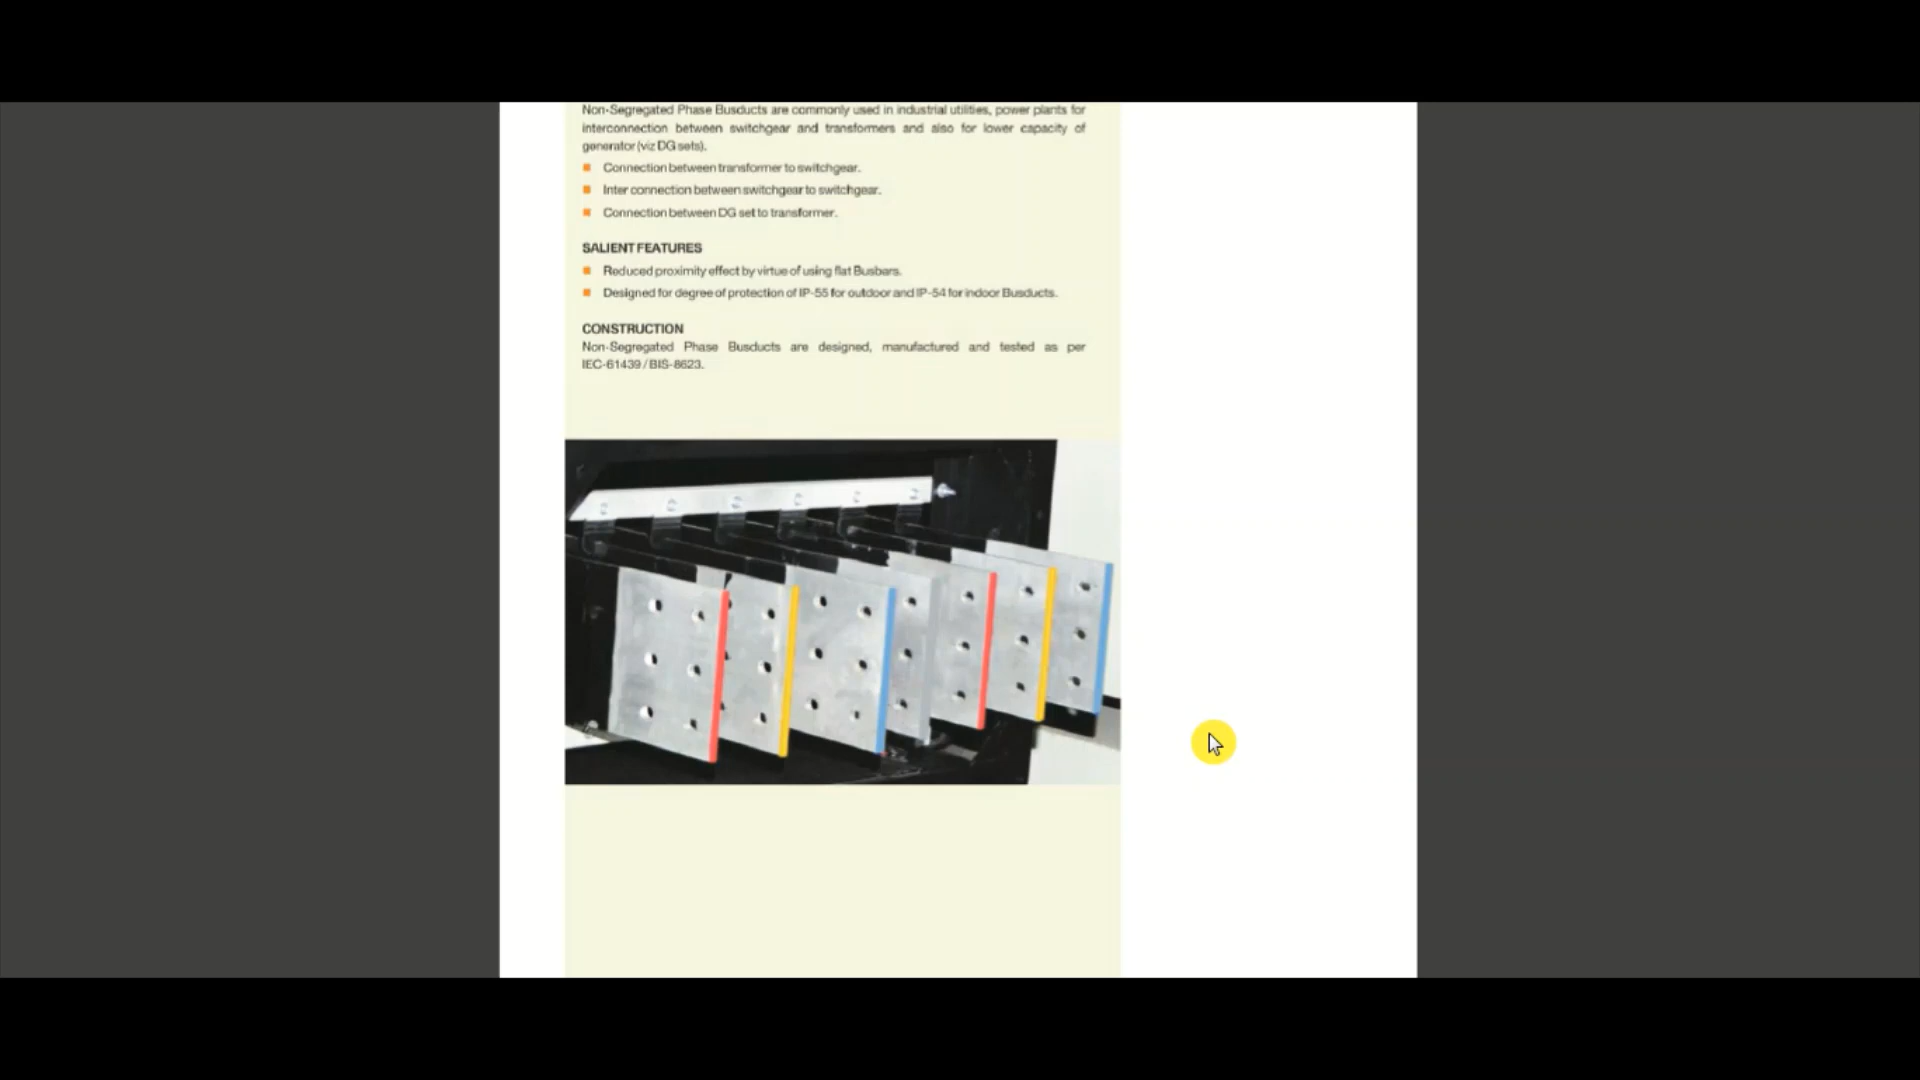 Non-Segregated Phase Busducts are commonly used in industrial utilities, power plants for
interconnection between switchgear and transformers and also for lower capacity of
generator (viz DG sets).
Connection between transformer to switchgear.
Inter connection between switchgear to switchgear.
Connection between DG set to transformer.
SALIENT FEATURES
Reduced proximity effect by virtue of using flat Busbars.
Designed for degree of protection of IP-55 for outdoor and IP-54 for indoor Busducts.
CONSTRUCTION
Non-Segregated Phase Busducts are designed, manufactured and tested as per
IEC-61439 / BIS-8623.